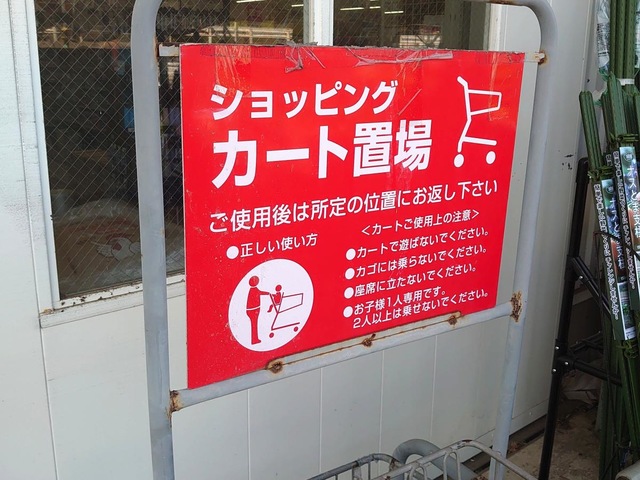 ショッピング
カート置場
ご使用後は所定の位置にお返し下さい
●正しい使い方
<カートご使用上の注意>
●カートで遊ばないでください。
●カゴには乗らないでください。
●座席に立たないでください。
●お子様1人専用です。
2人以上は乗せないでください。